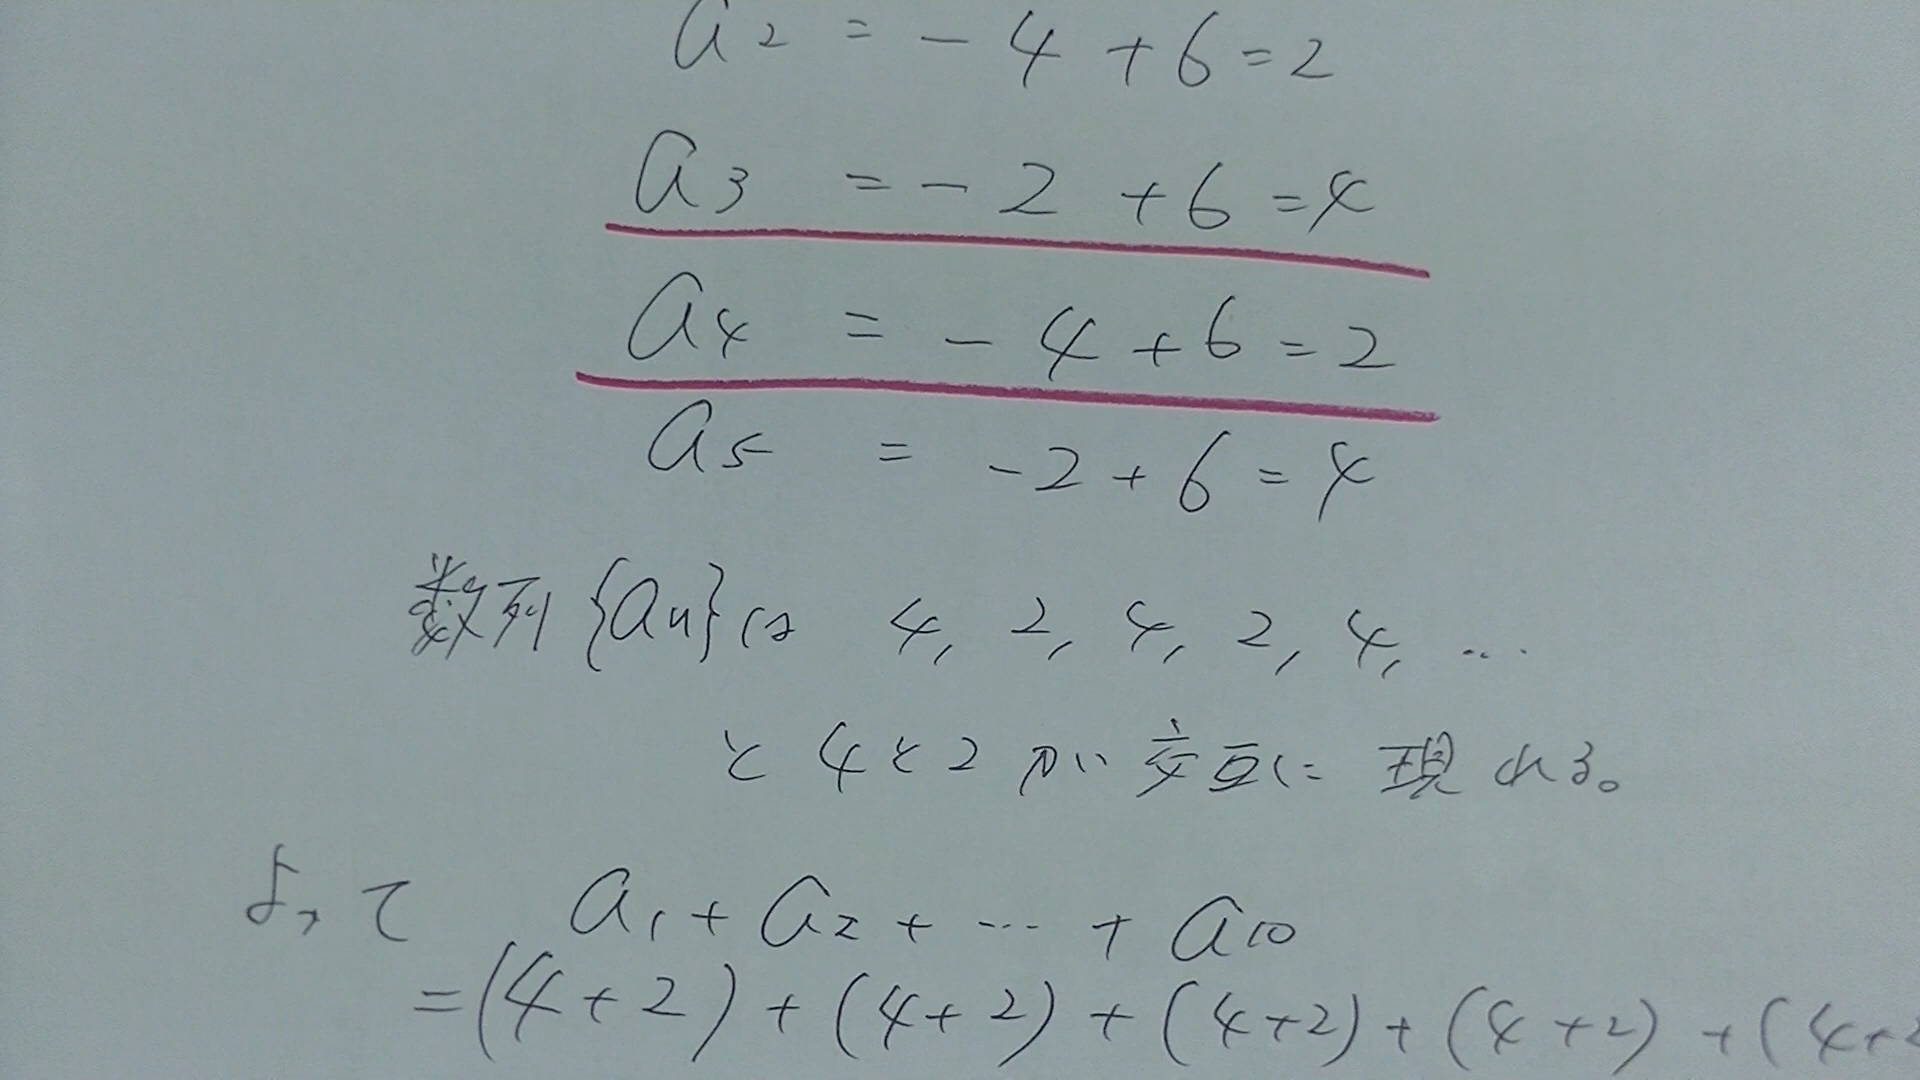 a2 = -4+6=2
a3 = -2+6=4
a4 = -4+6=2
a5 = -2+6=4
数列{an}は 4, 2, 4, 2, 4, …
と4と2が交互に現れる。
よって a1+a2+…+a10
=(4+2)+(4+2)+(4+2)+(4+2)+(4+2